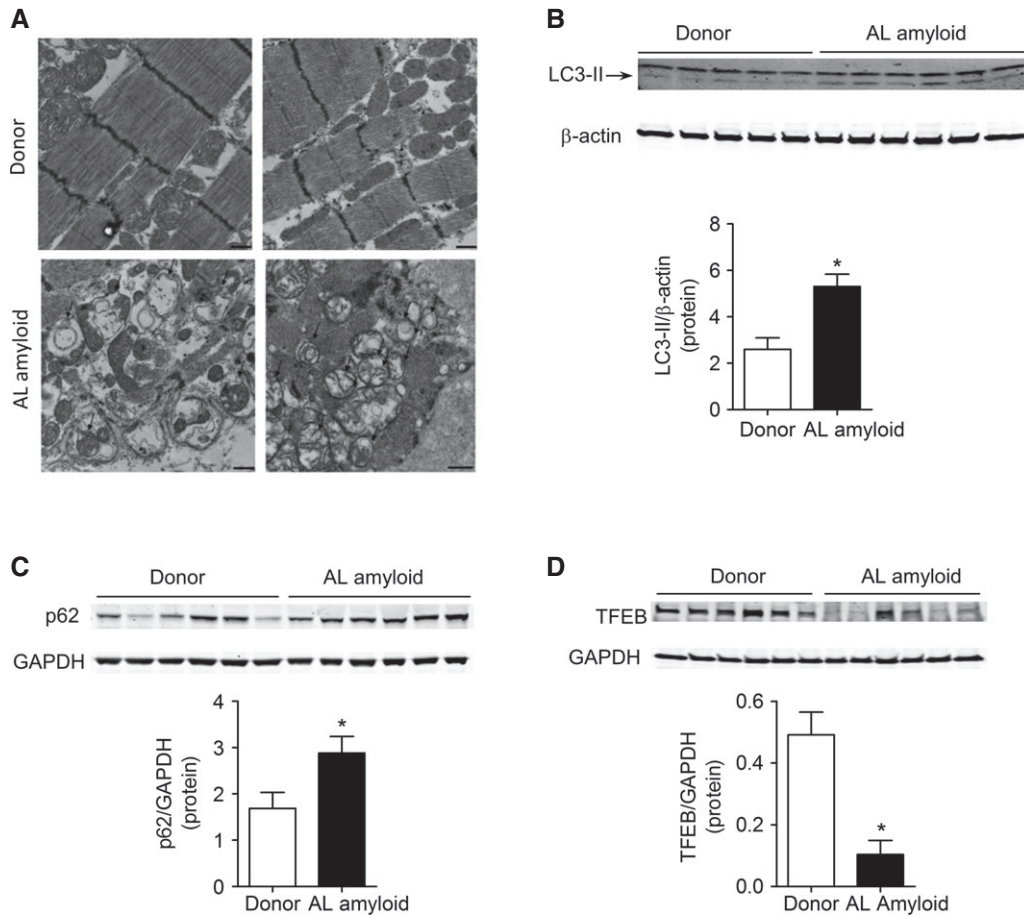 A
Donor
AL amyloid
B
Donor AL amyloid
LC3-II
β-actin
8
6
4
2
0
LC3-II/β-actin
(protein)
*
Donor AL amyloid
C
Donor AL amyloid
p62
GAPDH
4
3
2
1
0
p62/GAPDH
(protein)
*
Donor AL amyloid
D
Donor AL amyloid
TFEB
GAPDH
0.6
0.4
0.2
0.0
TFEB/GAPDH
(protein)
*
Donor AL Amyloid